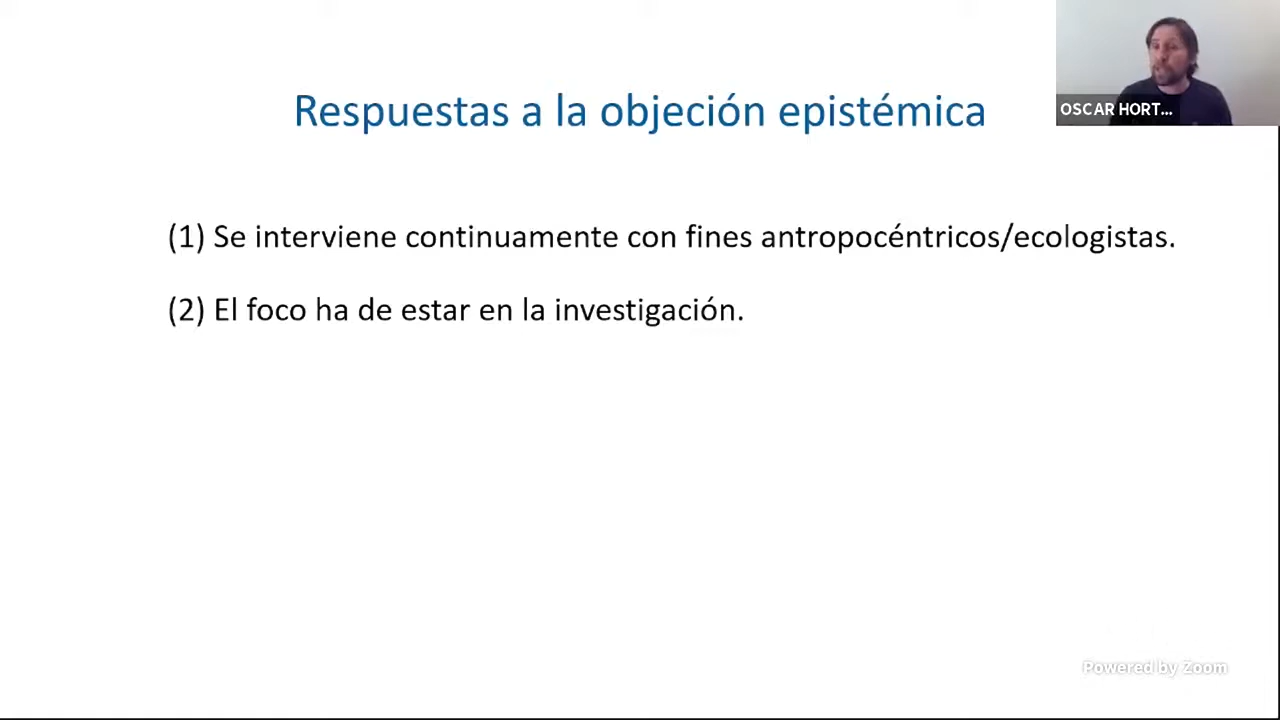 Respuestas a la objeción epistémica
OSCAR HORT...
(1) Se interviene continuamente con fines antropocéntricos/ecologistas.
(2) El foco ha de estar en la investigación.
Powered by Zoom